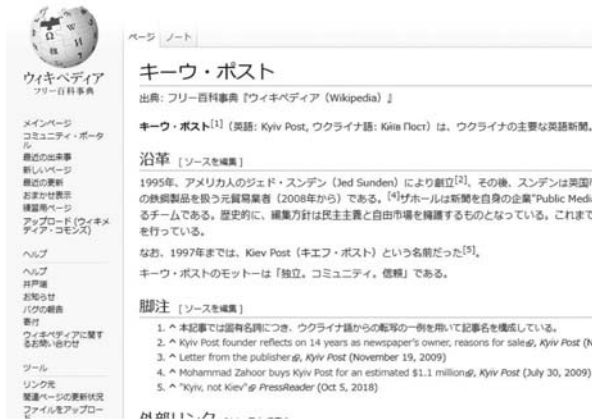 ウィキペディア
フリー百科事典
メインページ
コミュニティ・ポータ
ル
最近の出来事
新しいページ
最近の更新
おまかせ表示
練習用ページ
アップロード (ウィキメ
ディア・コモンズ)
ヘルプ
ヘルプ
井戸端
お知らせ
バグの報告
寄付
ウィキペディアに関す
るお問い合わせ
ツール
リンク元
関連ページの更新状況
ファイルをアップロー
ページ ノート
キーウ・ポスト
出典: フリー百科事典『ウィキペディア（Wikipedia）』
キーウ・ポスト[1]（英語: Kyiv Post, ウクライナ語: Київ Пост）は、ウクライナの主要な英語新聞。
沿革 [ソースを編集]
1995年、アメリカ人のジェド・スンデン（Jed Sunden）により創立[2]、その後、スンデンは英国
の鉄鋼製品を扱う元貿易業者（2008年から）である。[4]ザホールは新聞を自身の企業"Public Media
るチームである。歴史的に、編集方針は民主主義と自由市場を擁護するものとなっている。これまで
を行っている。
なお、1997年までは、Kiev Post（キエフ・ポスト）という名前だった[5]。
キーウ・ポストのモットーは「独立。コミュニティ。信頼」である。
脚注 [ソースを編集]
1. ^ 本記事では固有名詞につき、ウクライナ語からの転写の一例を用いて記事名を構成している。
2. ^ Kyiv Post founder reflects on 14 years as newspaper's owner, reasons for sale, Kyiv Post (N
3. ^ Letter from the publisher, Kyiv Post (November 19, 2009)
4. ^ Mohammad Zahoor buys Kyiv Post for an estimated $1.1 million, Kyiv Post (July 30, 2009)
5. ^ "Kyiv, not Kiev" PressReader (Oct 5, 2018)
外部リンク